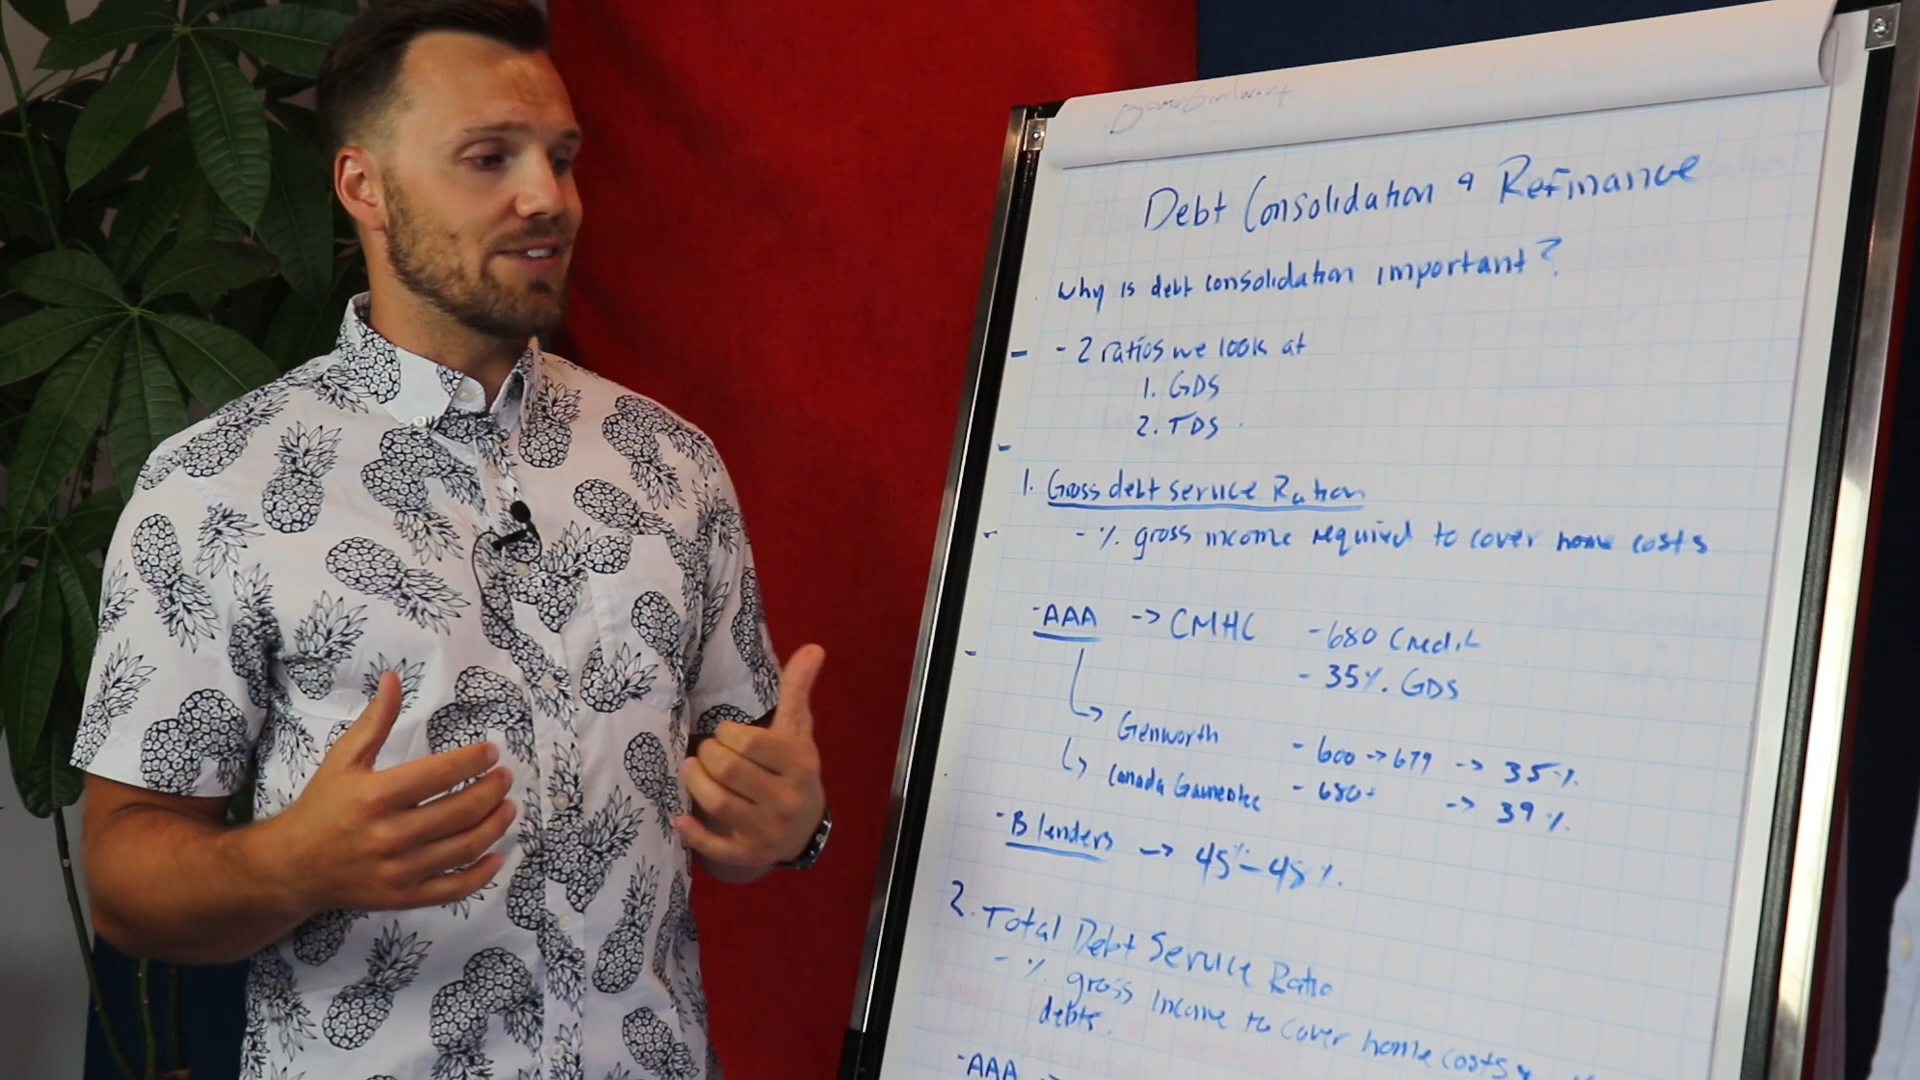 Debt Consolidation & Refinance
Why is debt consolidation important?
- 2 ratios we look at
1. GDS
2. TDS
1. Gross debt service Ration
- % gross income required to cover home costs
- AAA -> CMHC - 680 Credit
- 35% GDS
-> Genworth - 600 -> 679 -> 35%
-> Canada - 680+ -> 39%
- B lenders -> 45% - 48%
2. Total Debt Service Ratio
- % gross income to cover home costs &
debts.
- AAA ->